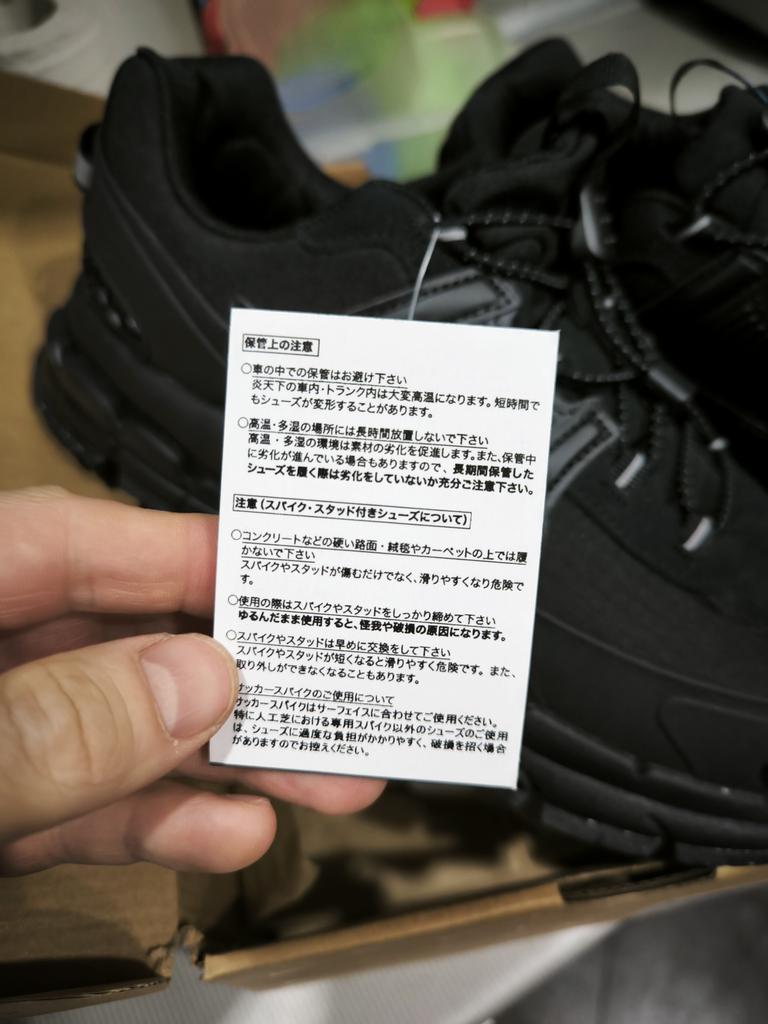 保管上の注意
○車の中での保管はお避け下さい
炎天下の車内・トランク内は大変高温になります。短時間で
もシューズが変形することがあります。
○高温・多湿の場所には長時間放置しないで下さい
高温・多湿の環境は素材の劣化を促進します。また、保管中
に劣化が進んでいる場合もありますので、長期間保管した
シューズを履く際は劣化をしていないか充分ご注意下さい。
注意（スパイク・スタッド付きシューズについて）
○コンクリートなどの硬い路面・絨毯やカーペットの上では履
かないで下さい
スパイクやスタッドが傷むだけでなく、滑りやすくなり危険で
す。
○使用の際はスパイクやスタッドをしっかり締めて下さい
ゆるんだまま使用すると、怪我や破損の原因になります。
○スパイクやスタッドは早めに交換をして下さい
スパイクやスタッドが短くなると滑りやすく危険です。また、
取り外しができなくなることもあります。
サッカースパイクのご使用について
サッカースパイクはサーフェイスに合わせてご使用ください。
特に人工芝における専用スパイク以外のシューズのご使用
は、シューズに過度な負担がかかりやすく、破損を招く場合
がありますのでお控えください。